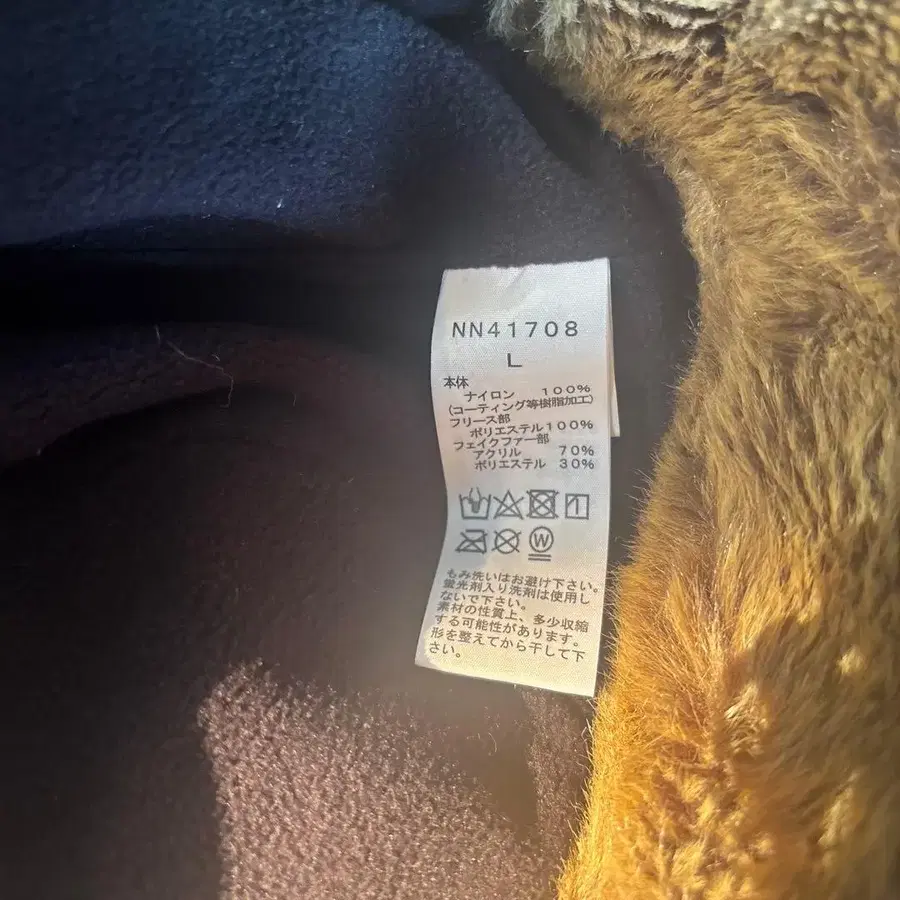 NN41708
L
本体
ナイロン 100%
(コーティング等樹脂加工)
フリース部
ポリエステル100%
フェイクファー部
アクリル 70%
ポリエステル 30%
W
もみ洗いはお避け下さい。
蛍光剤入り洗剤は使用し
ないで下さい。
素材の性質上、多少収縮
する可能性があります。
形を整えてから干して下
さい。